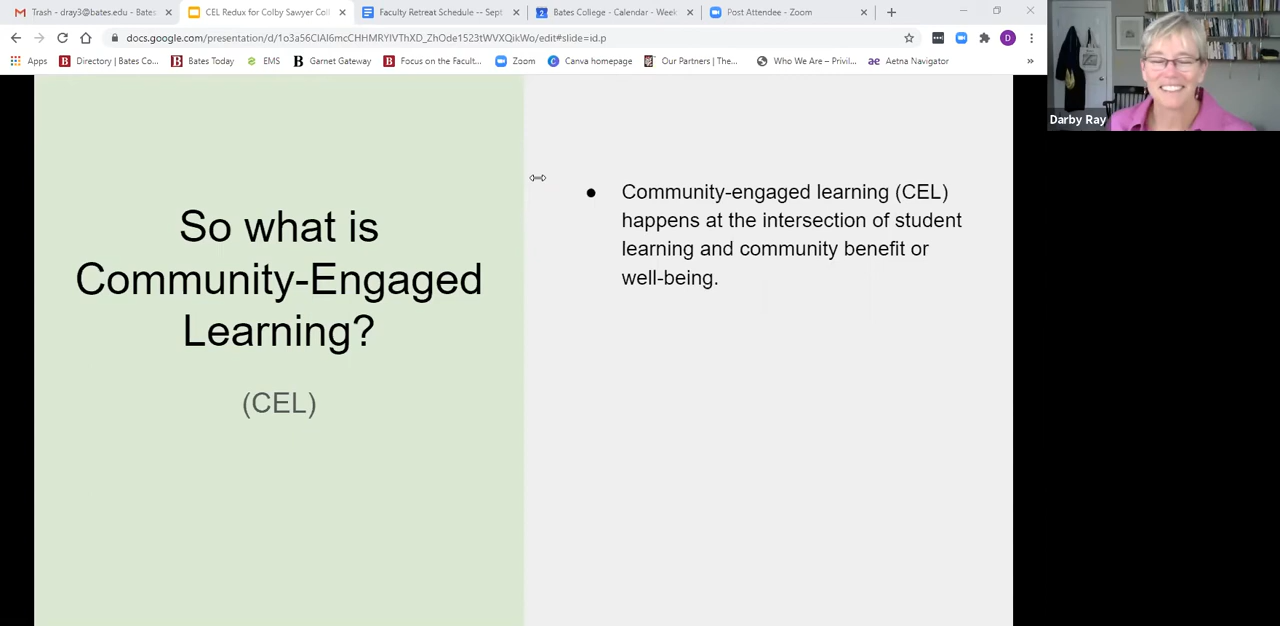 Trash - dray3@bates.edu - Bates
CEL Redux for Colby Sawyer Coll
Faculty Retreat Schedule -- Sept
2
Bates College - Calendar - Week
Post Attendee - Zoom
docs.google.com/presentation/d/1o3a56ClAl6mcCHHMRYIVThXD_ZhOde1523tWVXQikWo/edit#slide=id.p
D
Apps
B Directory | Bates Co...
B Bates Today
EMS
B Garnet Gateway
B Focus on the Facult...
Zoom
C Canva homepage
Our Partners | The...
Who We Are – Privil...
ae Aetna Navigator
»
Darby Ray
So what is
Community-Engaged
Learning?
(CEL)
● Community-engaged learning (CEL)
happens at the intersection of student
learning and community benefit or
well-being.